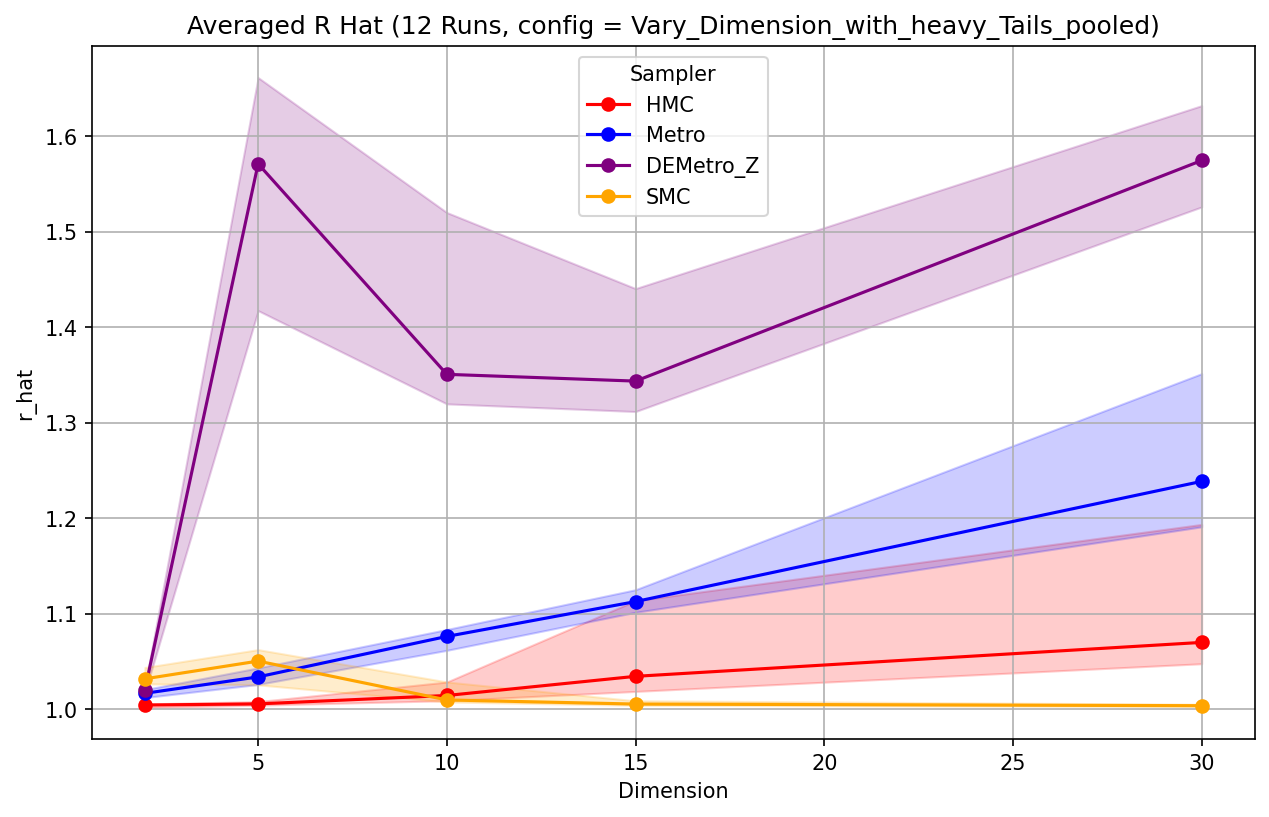 Averaged R Hat (12 Runs, config = Vary_Dimension_with_heavy_Tails_pooled)
Sampler
HMC
Metro
DEMetro_Z
SMC
r_hat
1.6
1.5
1.4
1.3
1.2
1.1
1.0
5 10 15 20 25 30
Dimension